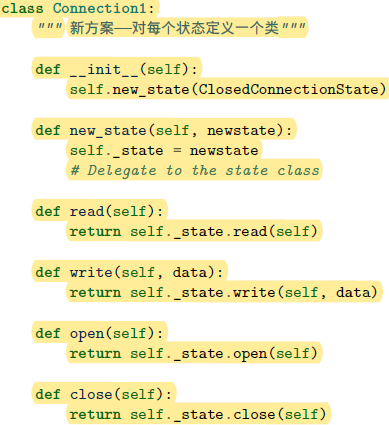 class Connection1:
    """ 新方案——对每个状态定义一个类"""

    def __init__(self):
        self.new_state(ClosedConnectionState)

    def new_state(self, newstate):
        self._state = newstate
        # Delegate to the state class

    def read(self):
        return self._state.read(self)

    def write(self, data):
        return self._state.write(self, data)

    def open(self):
        return self._state.open(self)

    def close(self):
        return self._state.close(self)